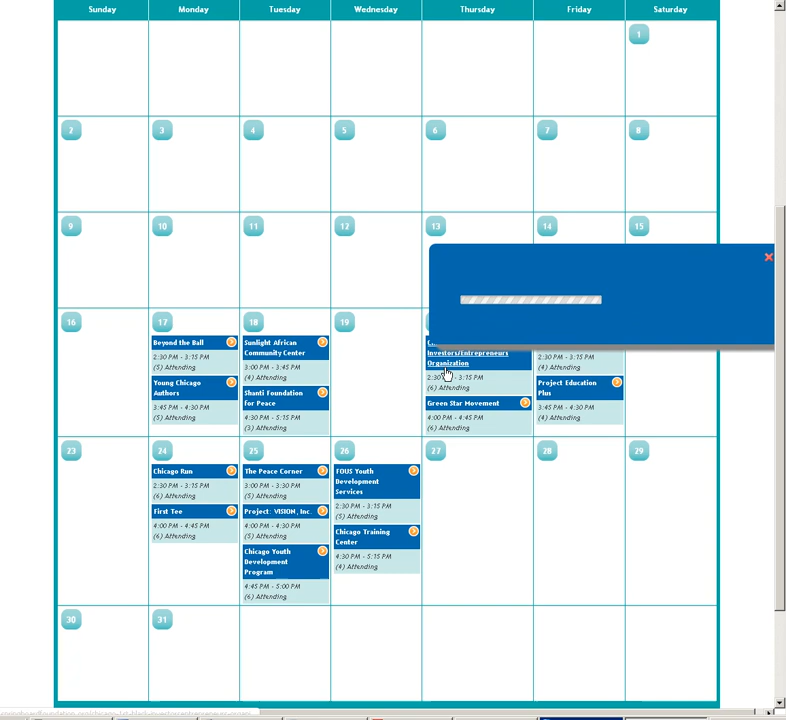 Sunday Monday Tuesday Wednesday Thursday Friday Saturday
1
2 3 4 5 6 7 8
9 10 11 12 13 14 15
16 17 18 19
Beyond the Ball
2:30 PM - 3:15 PM
(5) Attending
Young Chicago
Authors
3:45 PM - 4:30 PM
(5) Attending
Sunlight African
Community Center
3:00 PM - 3:45 PM
(4) Attending
Shanti Foundation
for Peace
4:30 PM - 5:15 PM
(3) Attending
Investors/Entrepreneurs
Organization
2:30 PM - 3:15 PM
(6) Attending
Green Star Movement
4:00 PM - 4:45 PM
(6) Attending
2:30 PM - 3:15 PM
(4) Attending
Project Education
Plus
3:45 PM - 4:30 PM
(4) Attending
23 24 25 26 27 28 29
Chicago Run
2:30 PM - 3:15 PM
(6) Attending
First Tee
4:00 PM - 4:45 PM
(6) Attending
The Peace Corner
3:00 PM - 3:30 PM
(5) Attending
Project: VISION, Inc.
4:00 PM - 4:30 PM
(5) Attending
Chicago Youth
Development
Program
4:45 PM - 5:00 PM
(6) Attending
FOUS Youth
Development
Services
2:30 PM - 3:15 PM
(5) Attending
Chicago Training
Center
4:30 PM - 5:15 PM
(4) Attending
30 31